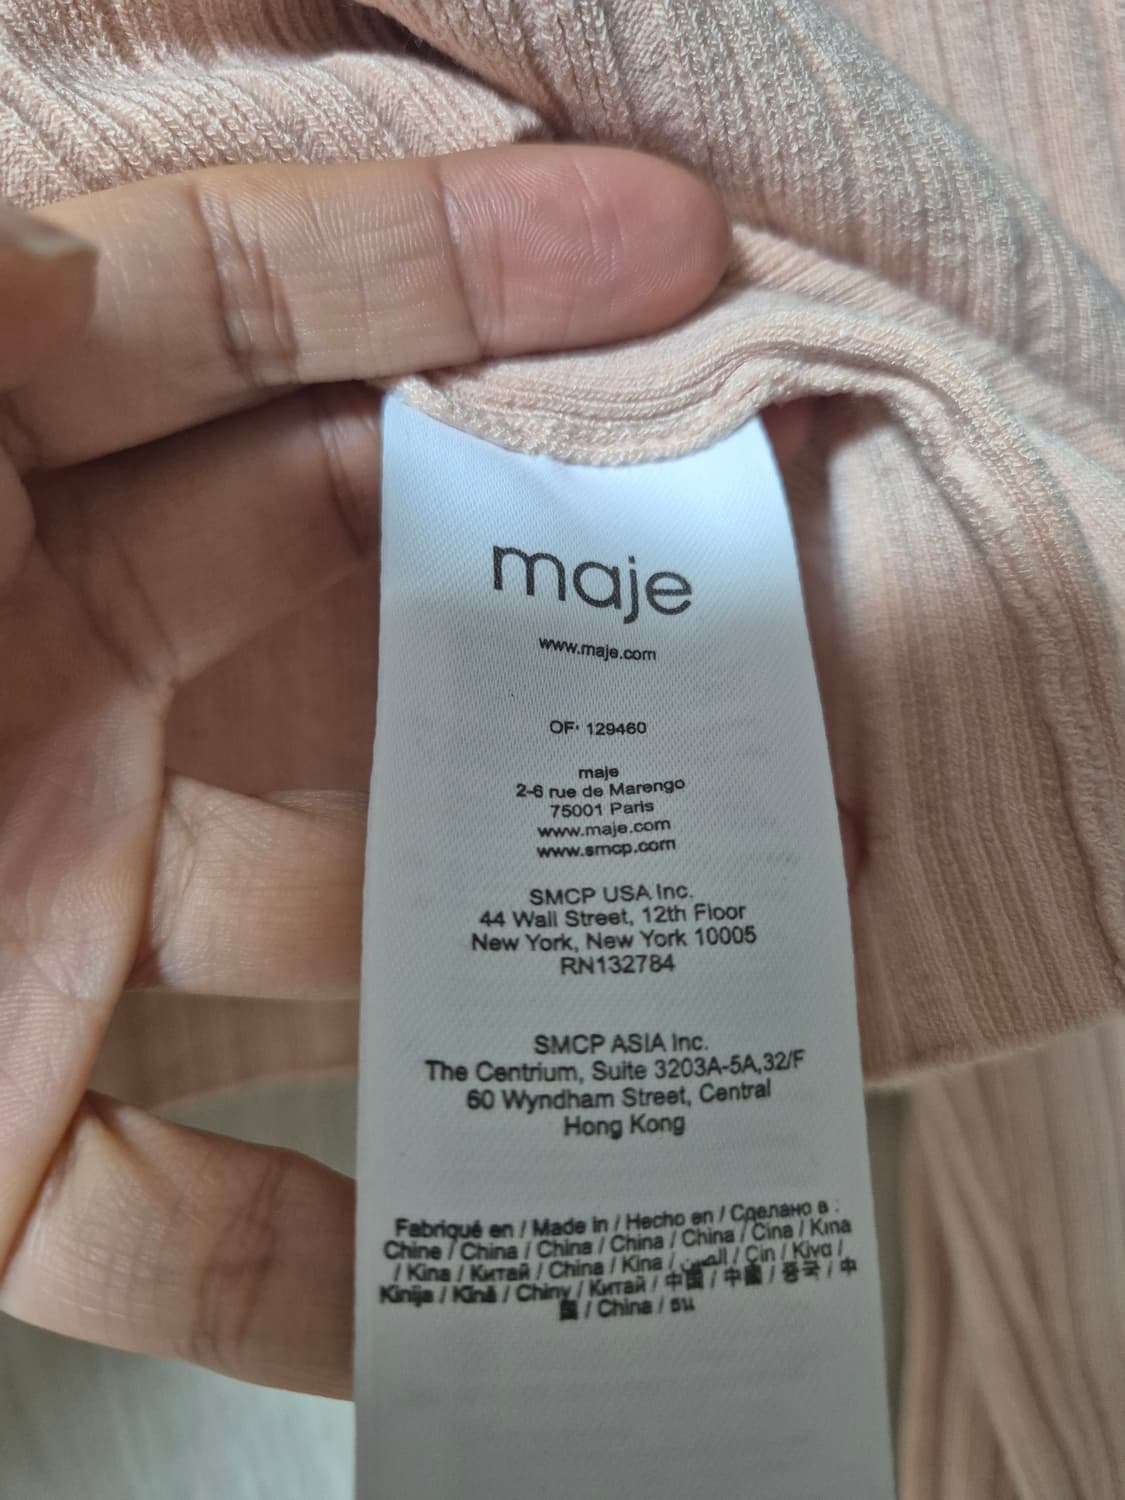 maje
www.maje.com
OF: 129460
maje
2-6 rue de Marengo
75001 Paris
www.maje.com
www.smcp.com
SMCP USA Inc.
44 Wall Street, 12th Floor
New York, New York 10005
RN132784
SMCP ASIA Inc.
The Centrium, Suite 3203A-5A,32/F
60 Wyndham Street, Central
Hong Kong
Fabriqué en / Made in / Hecho en / Сделано в :
Chine / China / China / China / China / Cina / Kina
/ Kina / Китай / China / Kina / الصين / Çin / Kiva /
Kinija / Ķīnā / Chiny / Китай / 中国 / 中國 / 중국 / 中
国 / China / จีน